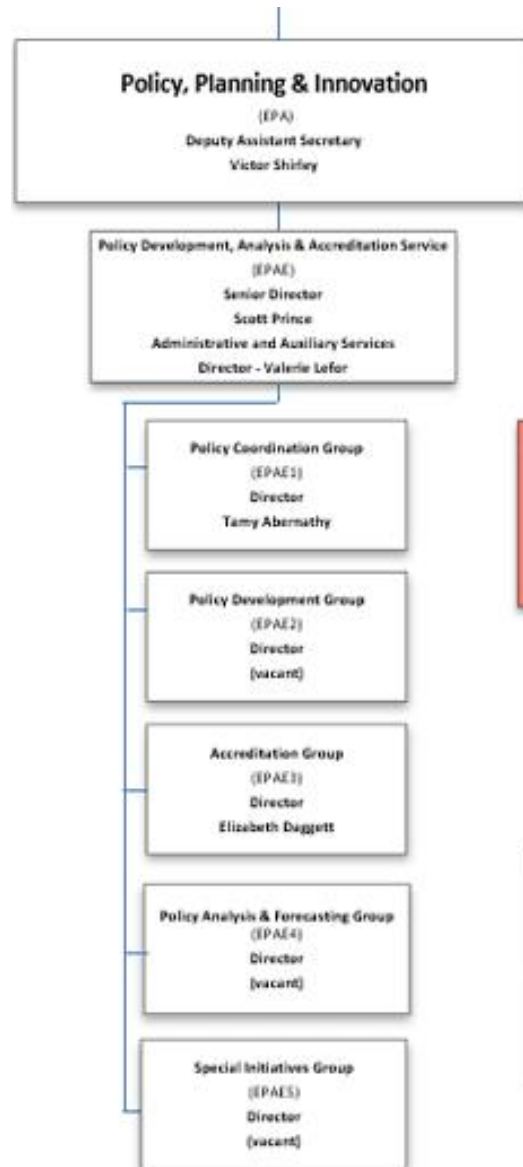 Policy, Planning & Innovation
(EPA)
Deputy Assistant Secretary
Victor Shirley
Policy Development, Analysis & Accreditation Service
(EPAE)
Senior Director
Scott Prince
Administrative and Auxiliary Services
Director - Valerie Lefor
Policy Coordination Group
(EPAE1)
Director
Tamy Abernathy
Policy Development Group
(EPAE2)
Director
(vacant)
Accreditation Group
(EPAE3)
Director
Elizabeth Daggett
Policy Analysis & Forecasting Group
(EPAE4)
Director
(vacant)
Special Initiatives Group
(EPAE5)
Director
(vacant)